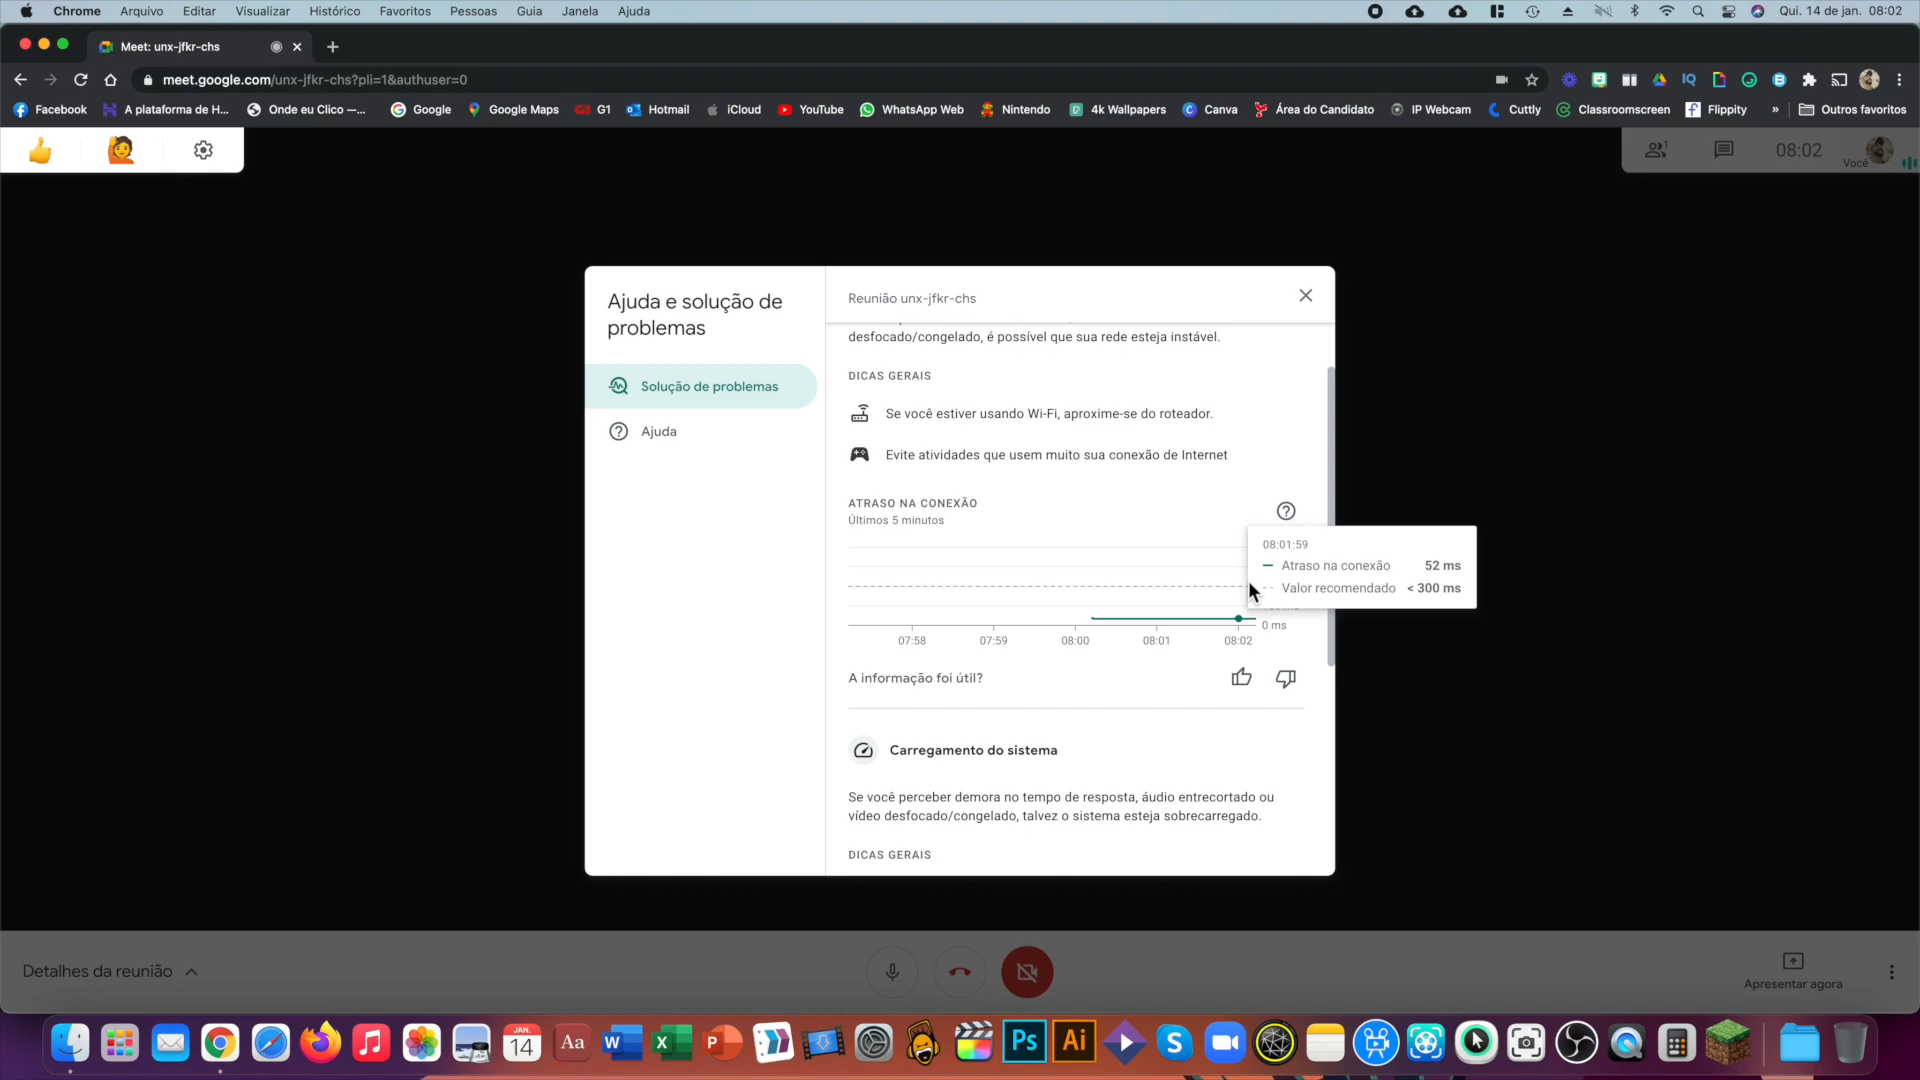 Chrome Arquivo Editar Visualizar Histórico Favoritos Pessoas Guia Janela Ajuda Qui. 14 de jan. 08:02
Meet: unx-jfkr-chs
meet.google.com/unx-jfkr-chs?pli=1&authuser=0
Facebook A plataforma de H... Onde eu Clico —... Google Google Maps G1 Hotmail iCloud YouTube WhatsApp Web Nintendo 4k Wallpapers Canva Área do Candidato IP Webcam Cuttly Classroomscreen Flippity » Outros favoritos
1 08:02 Você
Ajuda e solução de
problemas
Solução de problemas
Ajuda
Reunião unx-jfkr-chs
desfocado/congelado, é possível que sua rede esteja instável.
DICAS GERAIS
Se você estiver usando Wi-Fi, aproxime-se do roteador.
Evite atividades que usem muito sua conexão de Internet
ATRASO NA CONEXÃO
Últimos 5 minutos
08:01:59
Atraso na conexão 52 ms
Valor recomendado < 300 ms
0 ms
07:58 07:59 08:00 08:01 08:02
A informação foi útil?
Carregamento do sistema
Se você perceber demora no tempo de resposta, áudio entrecortado ou
vídeo desfocado/congelado, talvez o sistema esteja sobrecarregado.
DICAS GERAIS
Detalhes da reunião
Apresentar agora
JAN.
14
Aa
W
X
P
Ps
Ai
S